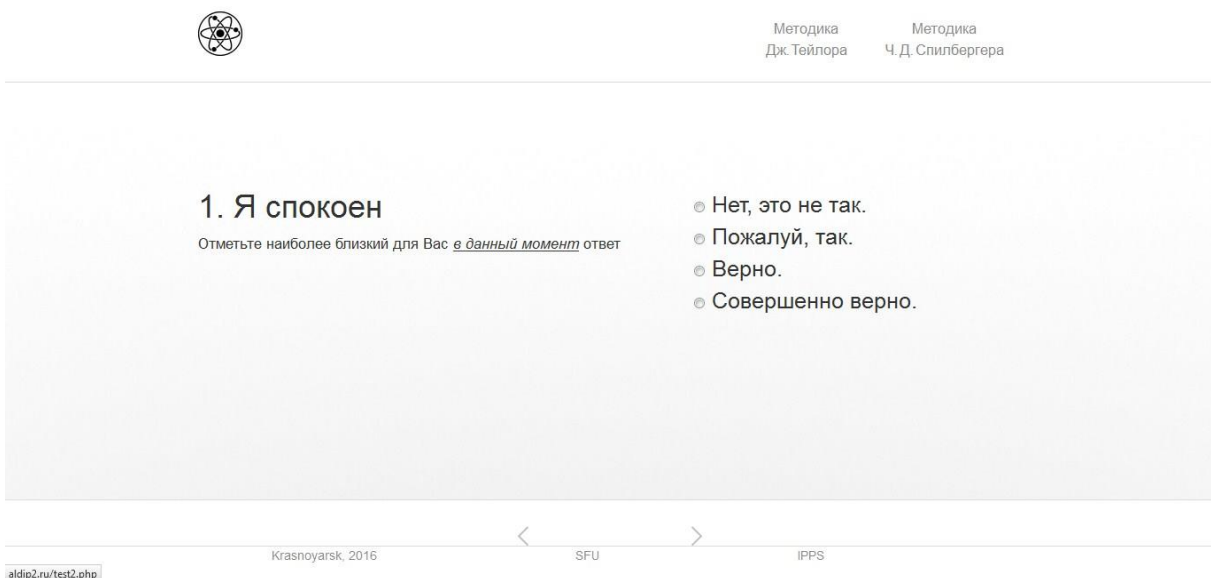 Методика
Дж. Тейлора
Методика
Ч. Д. Спилбергера
1. Я спокоен
Отметьте наиболее близкий для Вас в данный момент ответ
Нет, это не так.
Пожалуй, так.
Верно.
Совершенно верно.
Krasnoyarsk, 2016
SFU
IPPS
aldip2.ru/test2.php